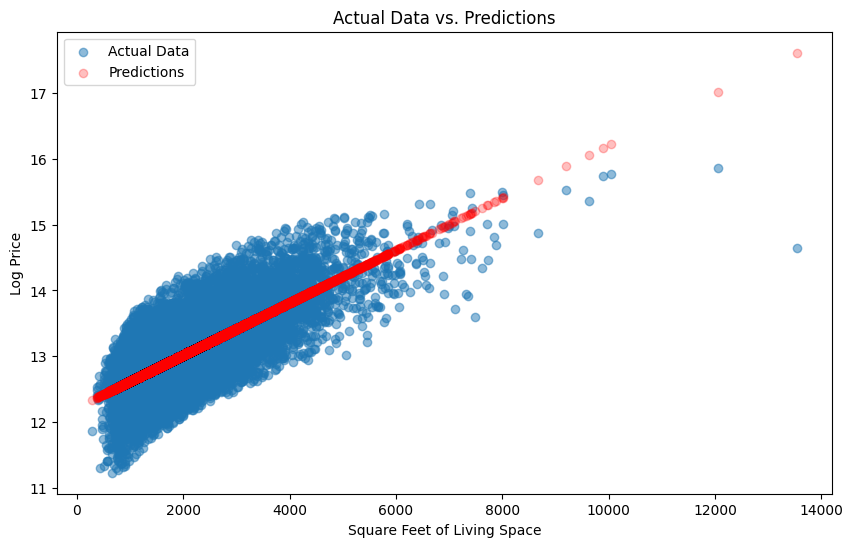 Actual Data vs. Predictions
Actual Data
Predictions
17
16
15
14
13
12
11
Log Price
0 2000 4000 6000 8000 10000 12000 14000
Square Feet of Living Space